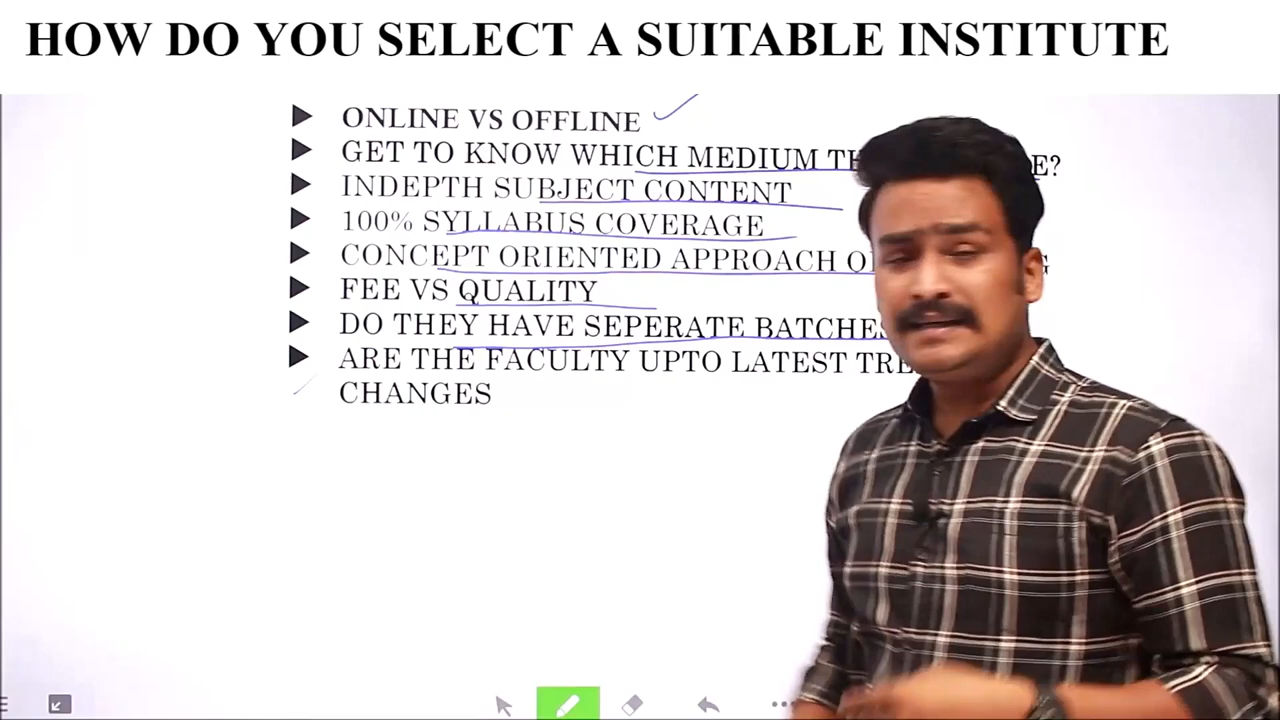 HOW DO YOU SELECT A SUITABLE INSTITUTE
ONLINE VS OFFLINE
GET TO KNOW WHICH MEDIUM
INDEPTH SUBJECT CONTENT
100% SYLLABUS COVERAGE
CONCEPT ORIENTED APPROACH
FEE VS QUALITY
DO THEY HAVE SEPERATE BATCHES
ARE THE FACULTY UPTO LATEST
CHANGES